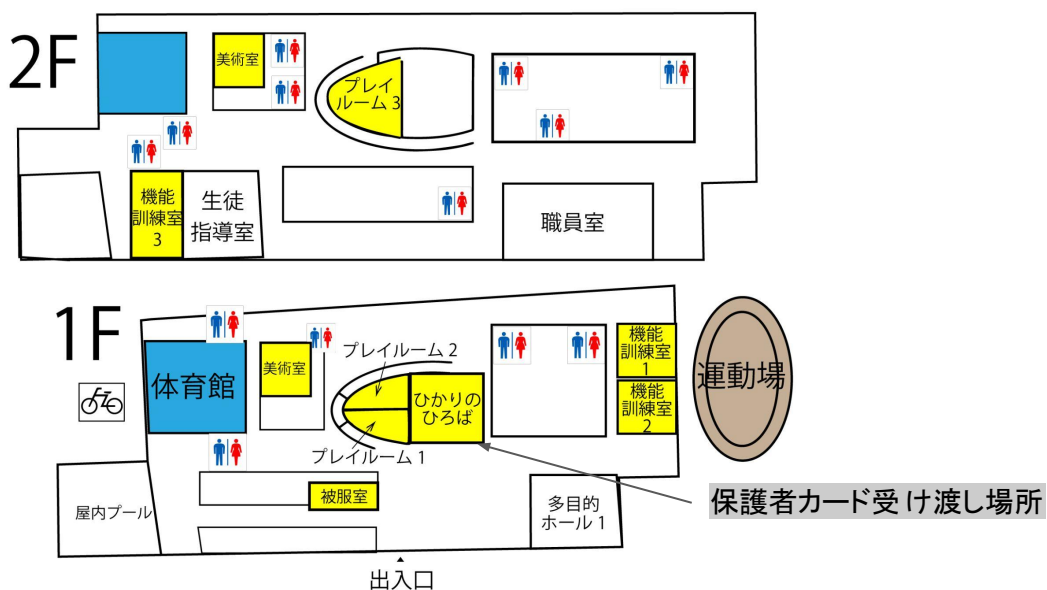 2F
美術室
プレイ
ルーム 3
機能
訓練室
3
生徒
指導室
職員室
1F
体育館
美術室
プレイルーム 2
ひかりの
ひろば
プレイルーム 1
機能
訓練室
1
機能
訓練室
2
運動場
屋内プール
被服室
多目的
ホール 1
保護者カード受け渡し場所
出入口